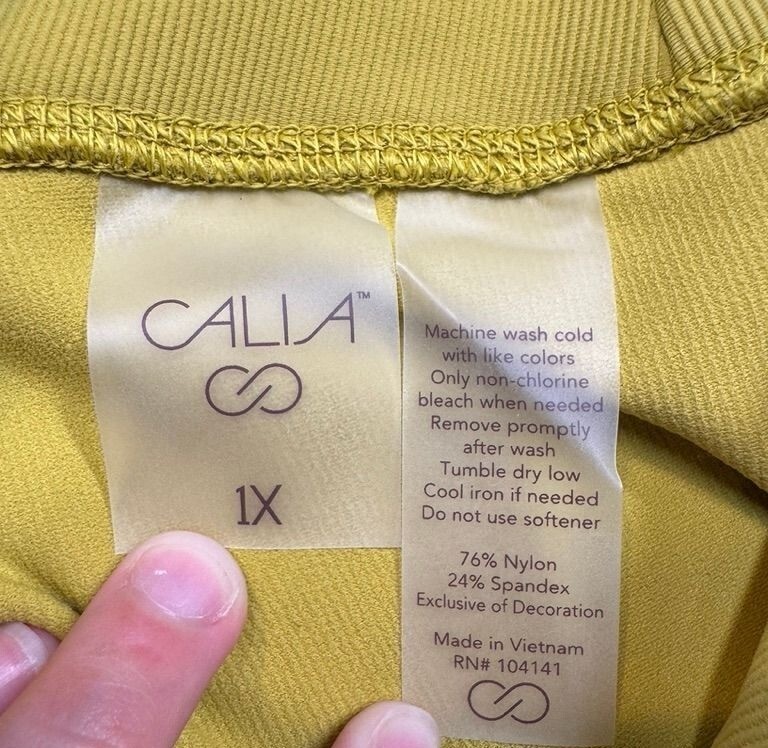 CALIA™
1X
Machine wash cold
with like colors
Only non-chlorine
bleach when needed
Remove promptly
after wash
Tumble dry low
Cool iron if needed
Do not use softener
76% Nylon
24% Spandex
Exclusive of Decoration
Made in Vietnam
RN# 104141